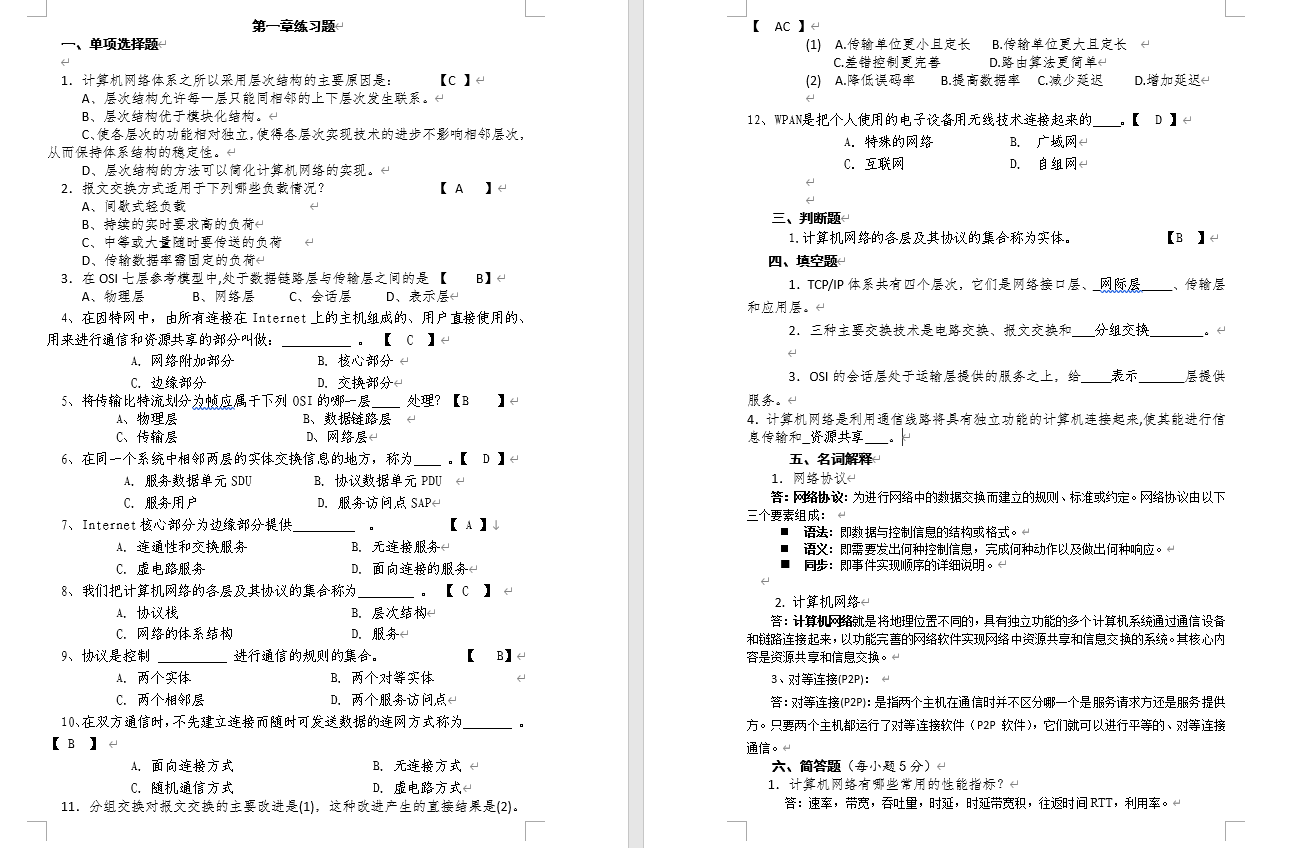 第一章练习题
一、单项选择题
1. 计算机网络体系之所以采用层次结构的主要原因是: 【C 】
A、层次结构允许每一层只能同相邻的上下层次发生联系。
B、层次结构优于模块化结构。
C、使各层次的功能相对独立,使得各层次实现技术的进步不影响相邻层次,
从而保持体系结构的稳定性。
D、层次结构的方法可以简化计算机网络的实现。
2. 报文交换方式适用于下列哪些负载情况? 【 A 】
A、间歇式轻负载
B、持续的实时要求高的负荷
C、中等或大量随时要传送的负荷
D、传输数据率需固定的负荷
3. 在 OSI 七层参考模型中,处于数据链路层与传输层之间的是 【 B】
A、物理层 B、网络层 C、会话层 D、表示层
4、在因特网中，由所有连接在 Internet 上的主机组成的、用户直接使用的、
用来进行通信和资源共享的部分叫做：__________ 。 【 C 】
A. 网络附加部分 B. 核心部分
C. 边缘部分 D. 交换部分
5、将传输比特流划分为帧应属于下列 OSI 的哪一层____ 处理? 【B 】
A、物理层 B、数据链路层
C、传输层 D、网络层
6、在同一个系统中相邻两层的实体交换信息的地方，称为____ 。【 D 】
A. 服务数据单元 SDU B. 协议数据单元 PDU
C. 服务用户 D. 服务访问点 SAP
7、Internet 核心部分为边缘部分提供_________ 。 【 A 】
A. 连通性和交换服务 B. 无连接服务
C. 虚电路服务 D. 面向连接的服务
8、我们把计算机网络的各层及其协议的集合称为________ 。 【 C 】
A. 协议栈 B. 层次结构
C. 网络的体系结构 D. 服务
9、协议是控制 __________ 进行通信的规则的集合。 【 B】
A. 两个实体 B. 两个对等实体
C. 两个相邻层 D. 两个服务访问点
10、在双方通信时,不先建立连接而随时可发送数据的连网方式称为_______ 。
【 B 】
A. 面向连接方式 B. 无连接方式
C. 随机通信方式 D. 虚电路方式
11. 分组交换对报文交换的主要改进是(1)，这种改进产生的直接结果是(2)。
【 AC 】
(1) A.传输单位更小且定长 B.传输单位更大且定长
C.差错控制更完善 D.路由算法更简单
(2) A.降低误码率 B.提高数据率 C.减少延迟 D.增加延迟
12、WPAN是把个人使用的电子设备用无线技术连接起来的____。【 D 】
A. 特殊的网络 B. 广域网
C. 互联网 D. 自组网
三、判断题
1.计算机网络的各层及其协议的集合称为实体。 【B 】
四、填空题
1. TCP/IP 体系共有四个层次，它们是网络接口层、_网际层_____、传输层
和应用层。
2. 三种主要交换技术是电路交换、报文交换和___分组交换_______。
3. OSI 的会话层处于运输层提供的服务之上，给____表示______层提供
服务。
4. 计算机网络是利用通信线路将具有独立功能的计算机连接起来,使其能进行信
息传输和_资源共享___。
五、名词解释
1. 网络协议
答：网络协议：为进行网络中的数据交换而建立的规则、标准或约定。网络协议由以下
三个要素组成：
■ 语法：即数据与控制信息的结构或格式。
■ 语义：即需要发出何种控制信息，完成何种动作以及做出何种响应。
■ 同步：即事件实现顺序的详细说明。
2. 计算机网络
答：计算机网络就是将地理位置不同的，具有独立功能的多个计算机系统通过通信设备
和链路连接起来，以功能完善的网络软件实现网络中资源共享和信息交换的系统。其核心内
容是资源共享和信息交换。
3、对等连接(P2P)：
答：对等连接(P2P)：是指两个主机在通信时并不区分哪一个是服务请求方还是服务提供
方。只要两个主机都运行了对等连接软件（P2P 软件），它们就可以进行平等的、对等连接
通信。
六、简答题（每小题 5 分）
1. 计算机网络有哪些常用的性能指标？
答：速率，带宽，吞吐量，时延，时延带宽积，往返时间 RTT，利用率。